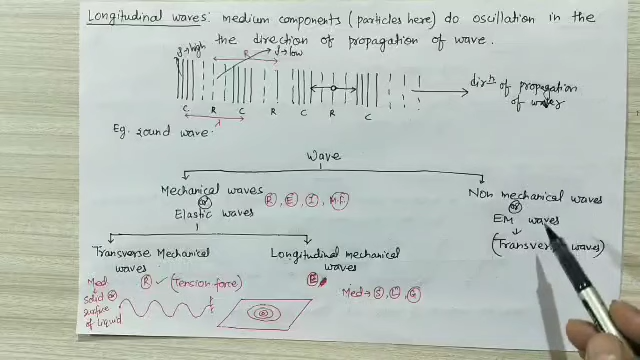 Longitudinal waves: medium components (particles here) do oscillation in the
the direction of propagation of wave.
ρ→high R ρ→low
C R C R C R C
λ
dirⁿ of propagation
of wave
Eg. sound wave.
Wave
Mechanical waves
or
Elastic waves
R, E, I, M.F.
Non mechanical waves
or
EM waves
(Transverse waves)
Transverse Mechanical
waves
R (Tension force)
Med
Solid or
surface
of liquid
Longitudinal mechanical
waves
E
Med → S, L, G